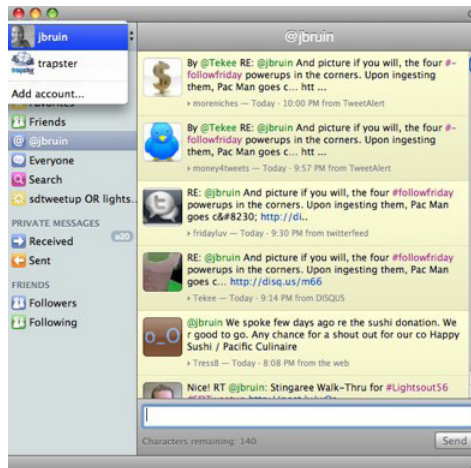 @jbruin
jbruin
trapster
Add account...
Favorites
Friends
@jbruin
Everyone
Search
sdtweetup OR lights..
PRIVATE MESSAGES
Received
≥20
Sent
FRIENDS
Followers
Following
By @Tekee RE: @jbruin And picture if you will, the four #-
followfriday powerups in the corners. Upon ingesting
them, Pac Man goes c... htt ...
moreniches — Today - 10:00 PM from TweetAlert
By @Tekee RE: @jbruin And picture if you will, the four #-
followfriday powerups in the corners. Upon ingesting
them, Pac Man goes c... htt ...
money4tweets — Today - 9:57 PM from TweetAlert
RE: @jbruin And picture if you will, the four #followfriday
powerups in the corners. Upon ingesting them, Pac Man
goes c&#8230; http://di..
fridayluv — Today - 9:30 PM from twitterfeed
RE: @jbruin And picture if you will, the four #followfriday
powerups in the corners. Upon ingesting them, Pac Man
goes c... http://disq.us/m66
Tekee — Today - 9:14 PM from DISQUS
o_O
@jbruin We spoke few days ago re the sushi donation. We
r good to go. Any chance for a shout out for our co Happy
Sushi / Pacific Culinaire
Tress8 — Today - 8:08 PM from the web
Nice! RT @jbruin: Stingaree Walk-Thru for #Lightsout56
Characters remaining: 140
Send